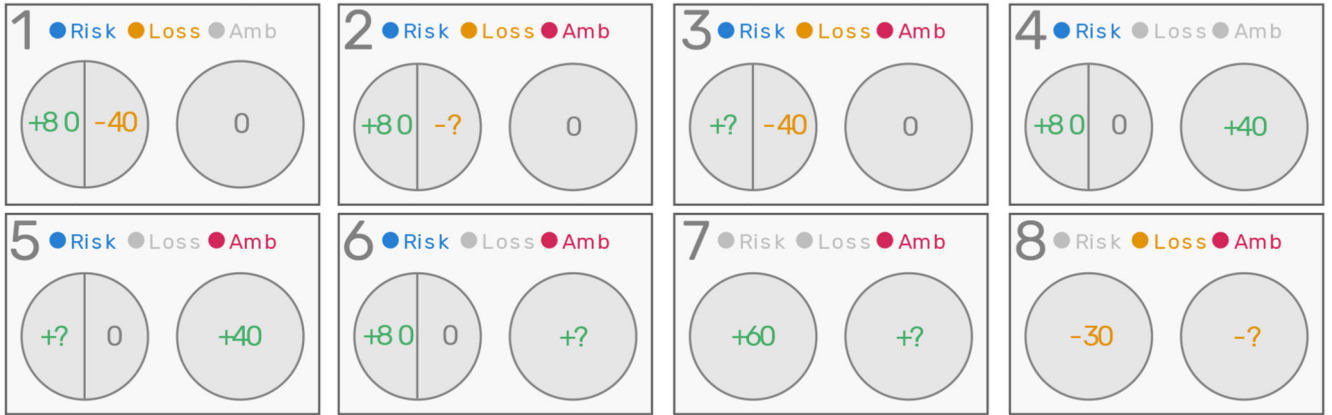 1 Risk Loss Amb
+80 -40 0
2 Risk Loss Amb
+80 -? 0
3 Risk Loss Amb
+? -40 0
4 Risk Loss Amb
+80 0 +40
5 Risk Loss Amb
+? 0 +40
6 Risk Loss Amb
+80 0 +?
7 Risk Loss Amb
+60 +?
8 Risk Loss Amb
-30 -?